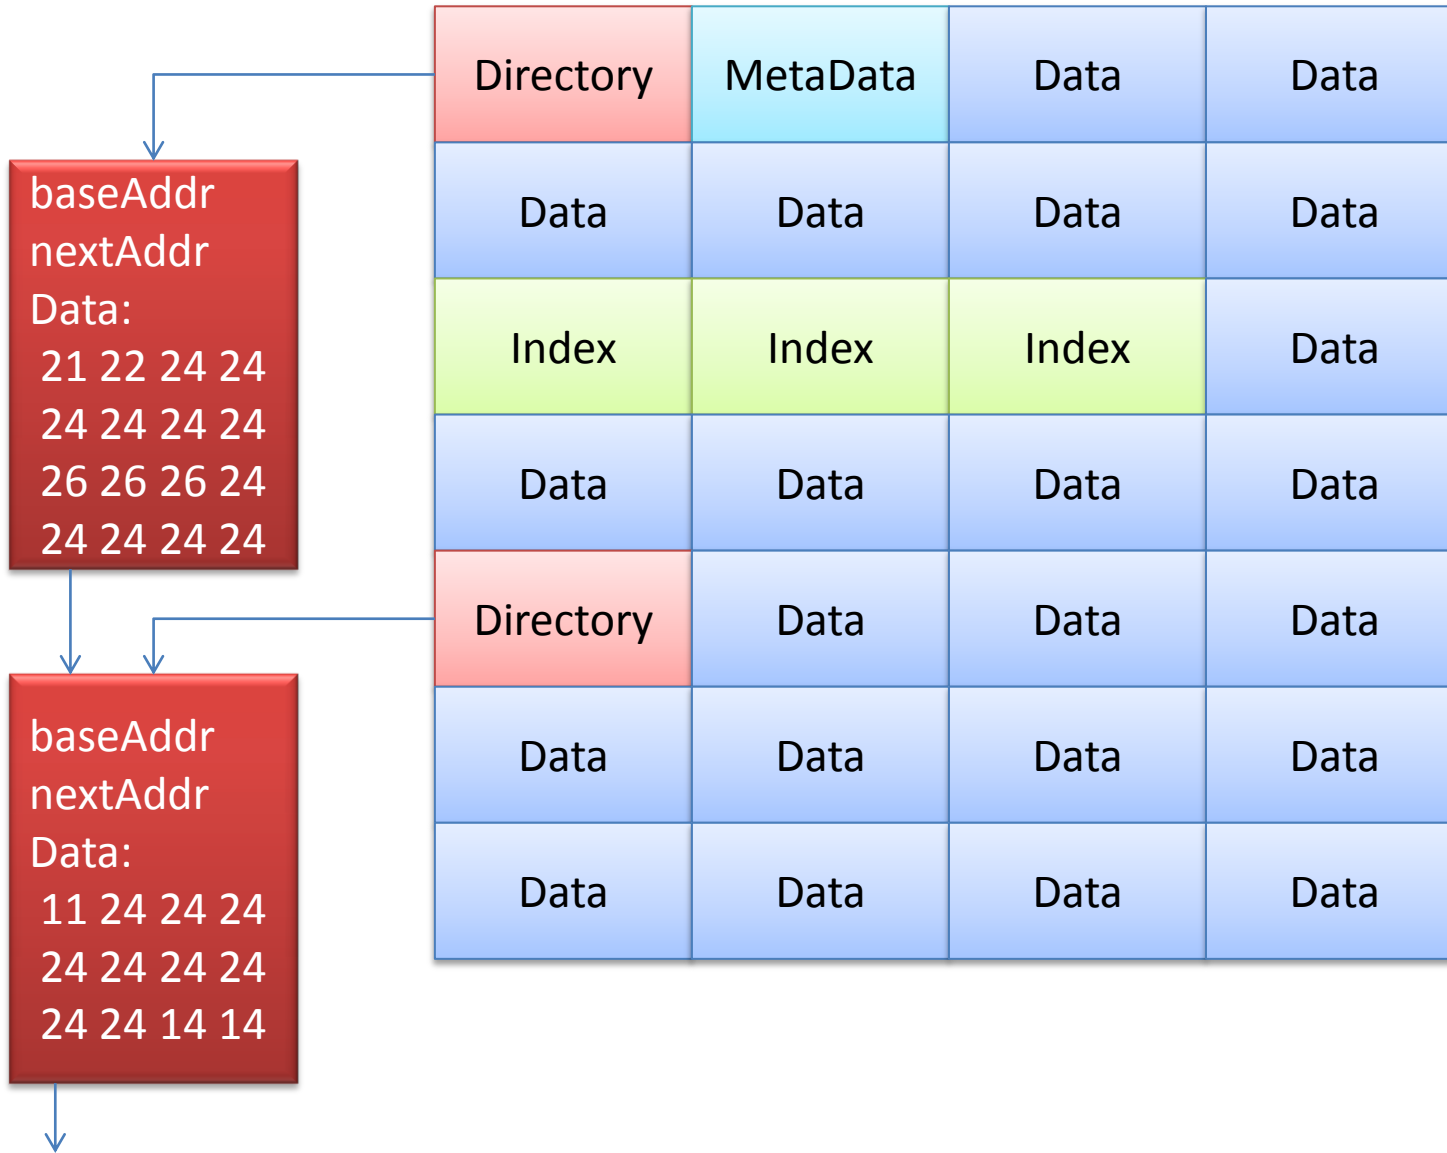 Directory MetaData Data Data
baseAddr
nextAddr
Data:
21 22 24 24
24 24 24 24
26 26 26 24
24 24 24 24
Data Data Data Data
Index Index Index Data
Data Data Data Data
Directory Data Data Data
baseAddr
nextAddr
Data:
11 24 24 24
24 24 24 24
24 24 14 14
Data Data Data Data
Data Data Data Data